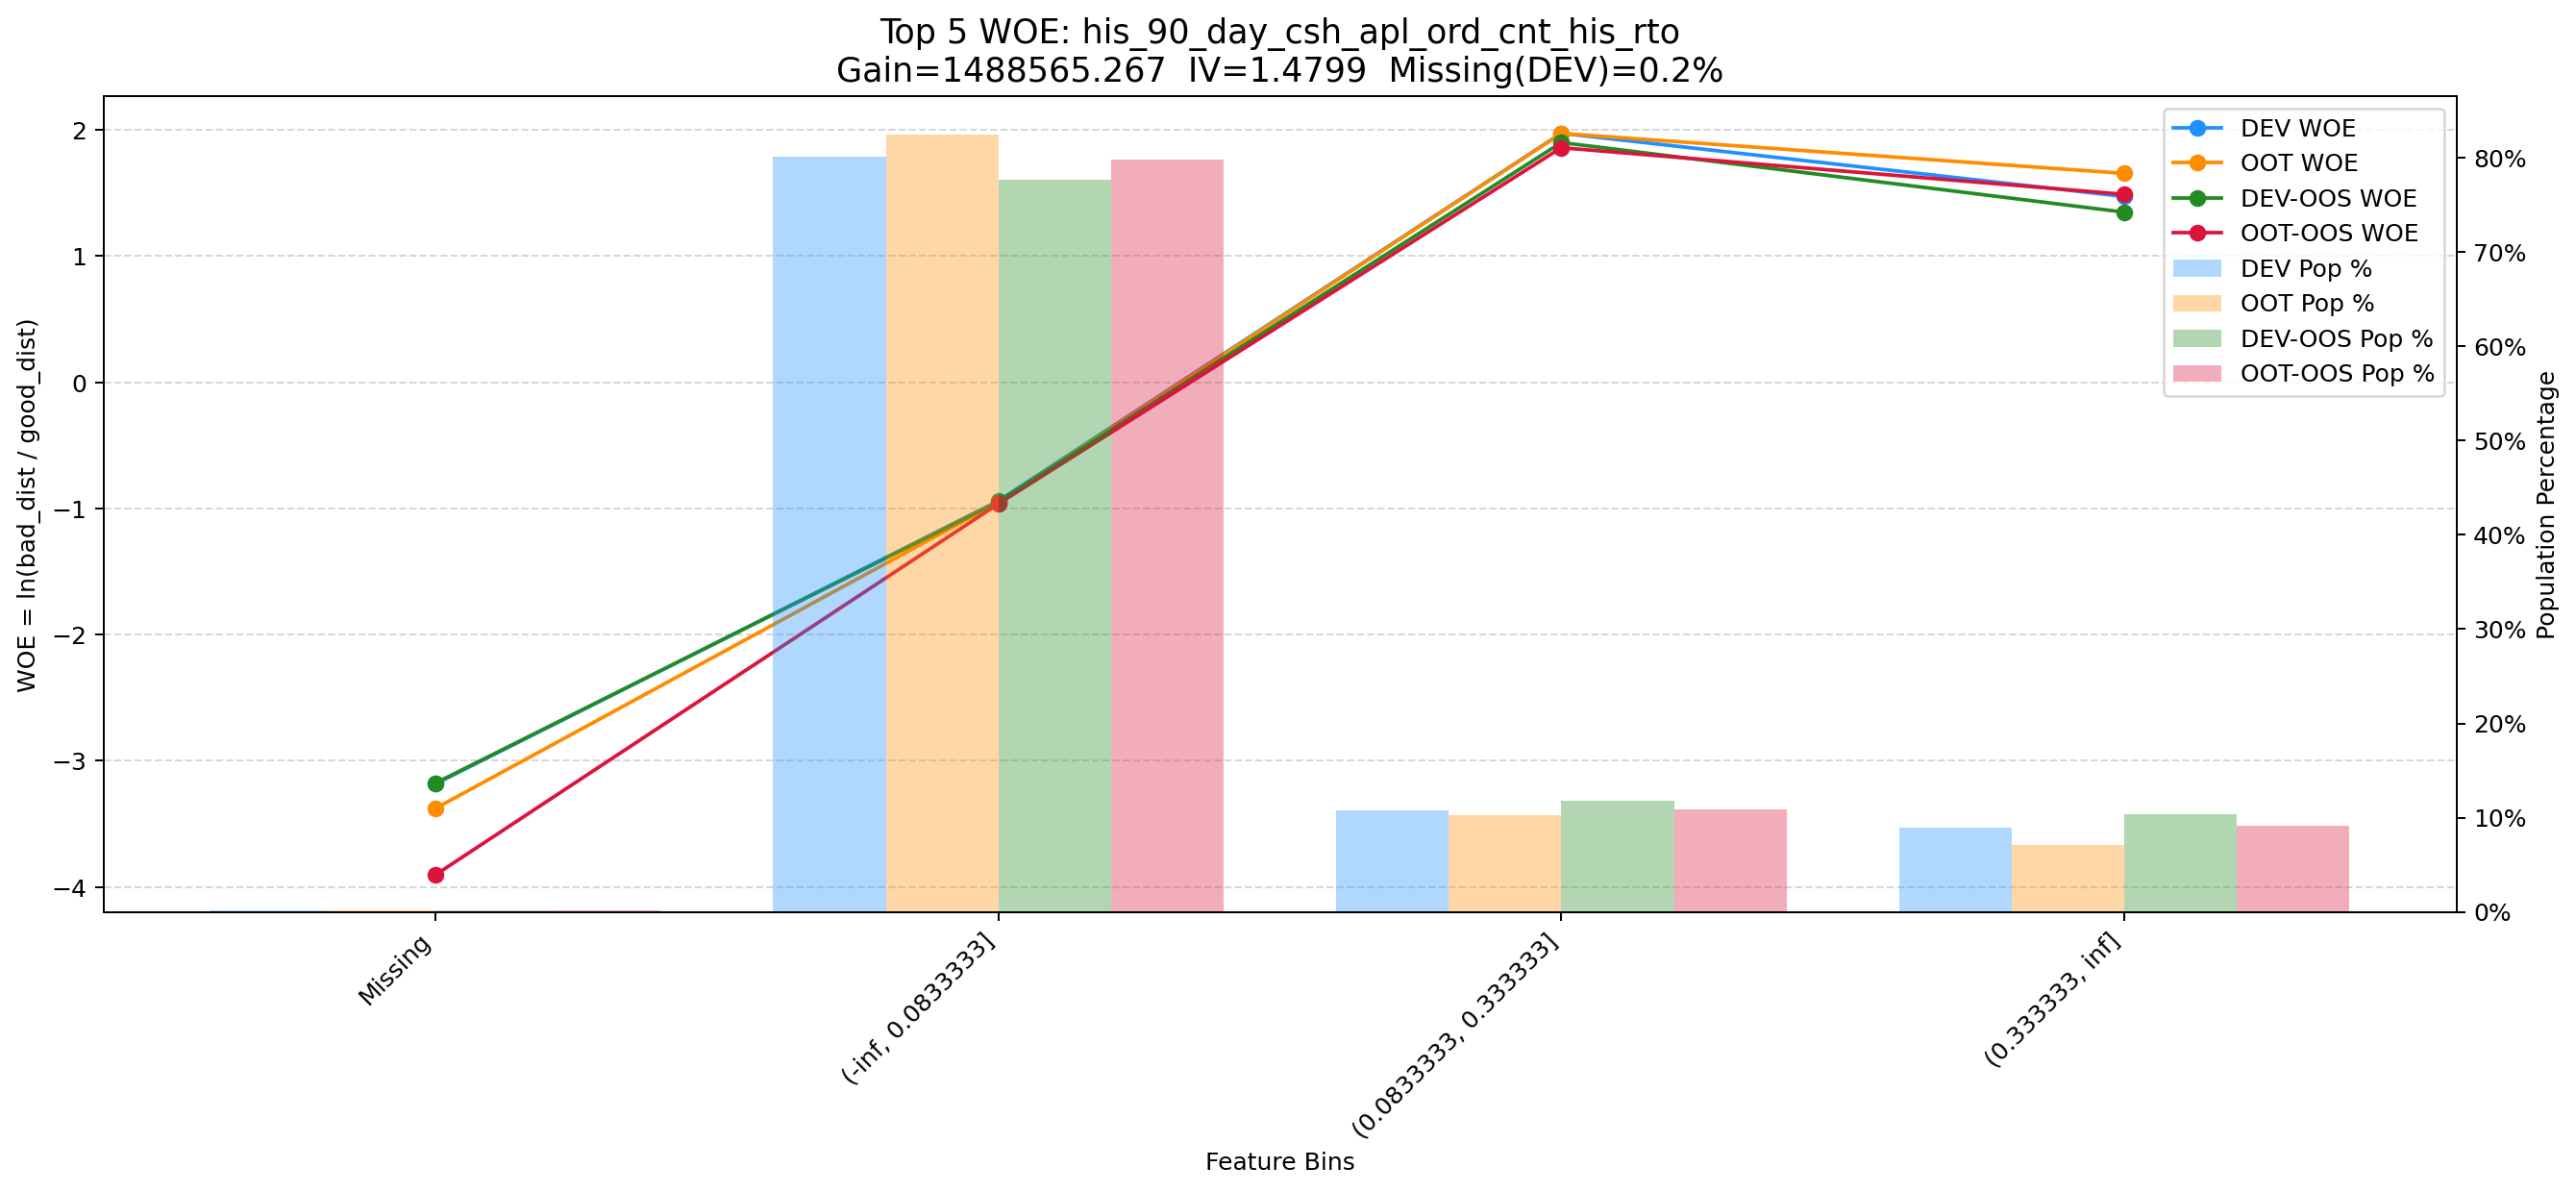 Top 5 WOE: his_90_day_csh_apl_ord_cnt_his_rto
Gain=1488565.267  IV=1.4799  Missing(DEV)=0.2%
WOE = ln(bad_dist / good_dist)
2
1
0
−1
−2
−3
−4
DEV WOE
OOT WOE
DEV-OOS WOE
OOT-OOS WOE
DEV Pop %
OOT Pop %
DEV-OOS Pop %
OOT-OOS Pop %
80%
70%
60%
50%
40%
30%
20%
10%
0%
Population Percentage
Missing
(-inf, 0.0833333]
(0.0833333, 0.333333]
(0.333333, inf]
Feature Bins